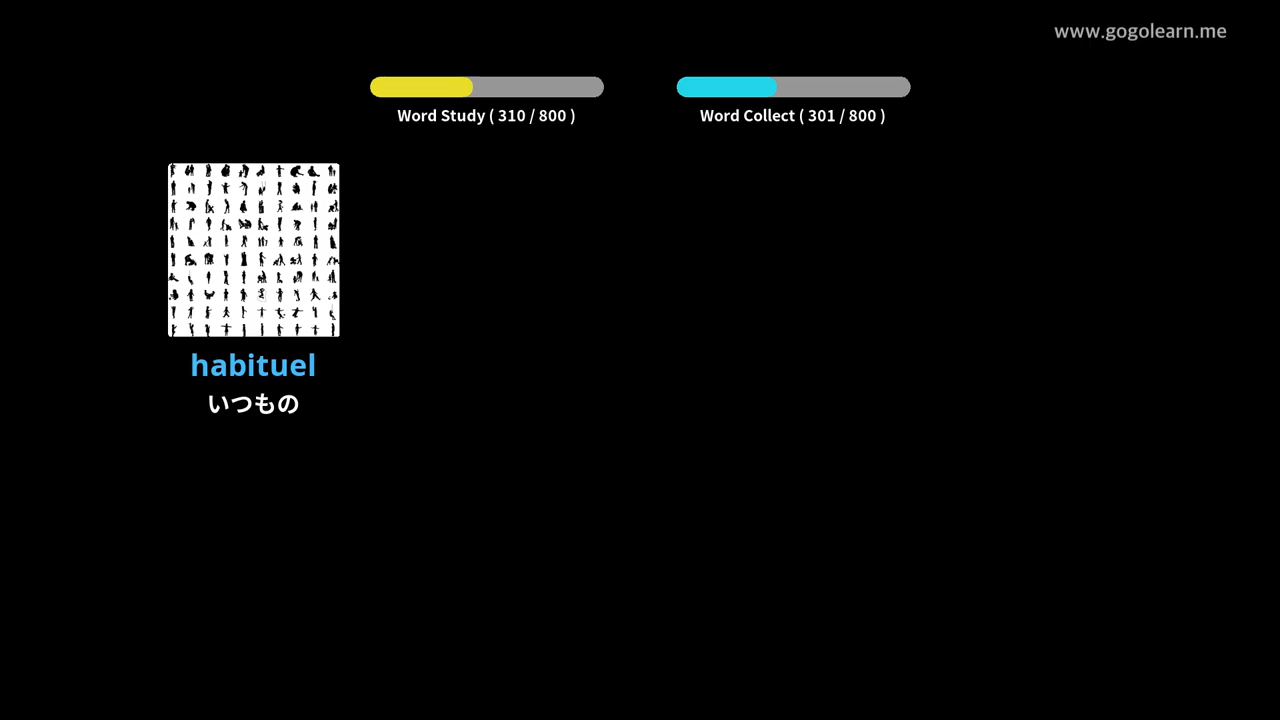 www.gogolearn.me
Word Study ( 310 / 800 )
Word Collect ( 301 / 800 )
habituel
いつもの